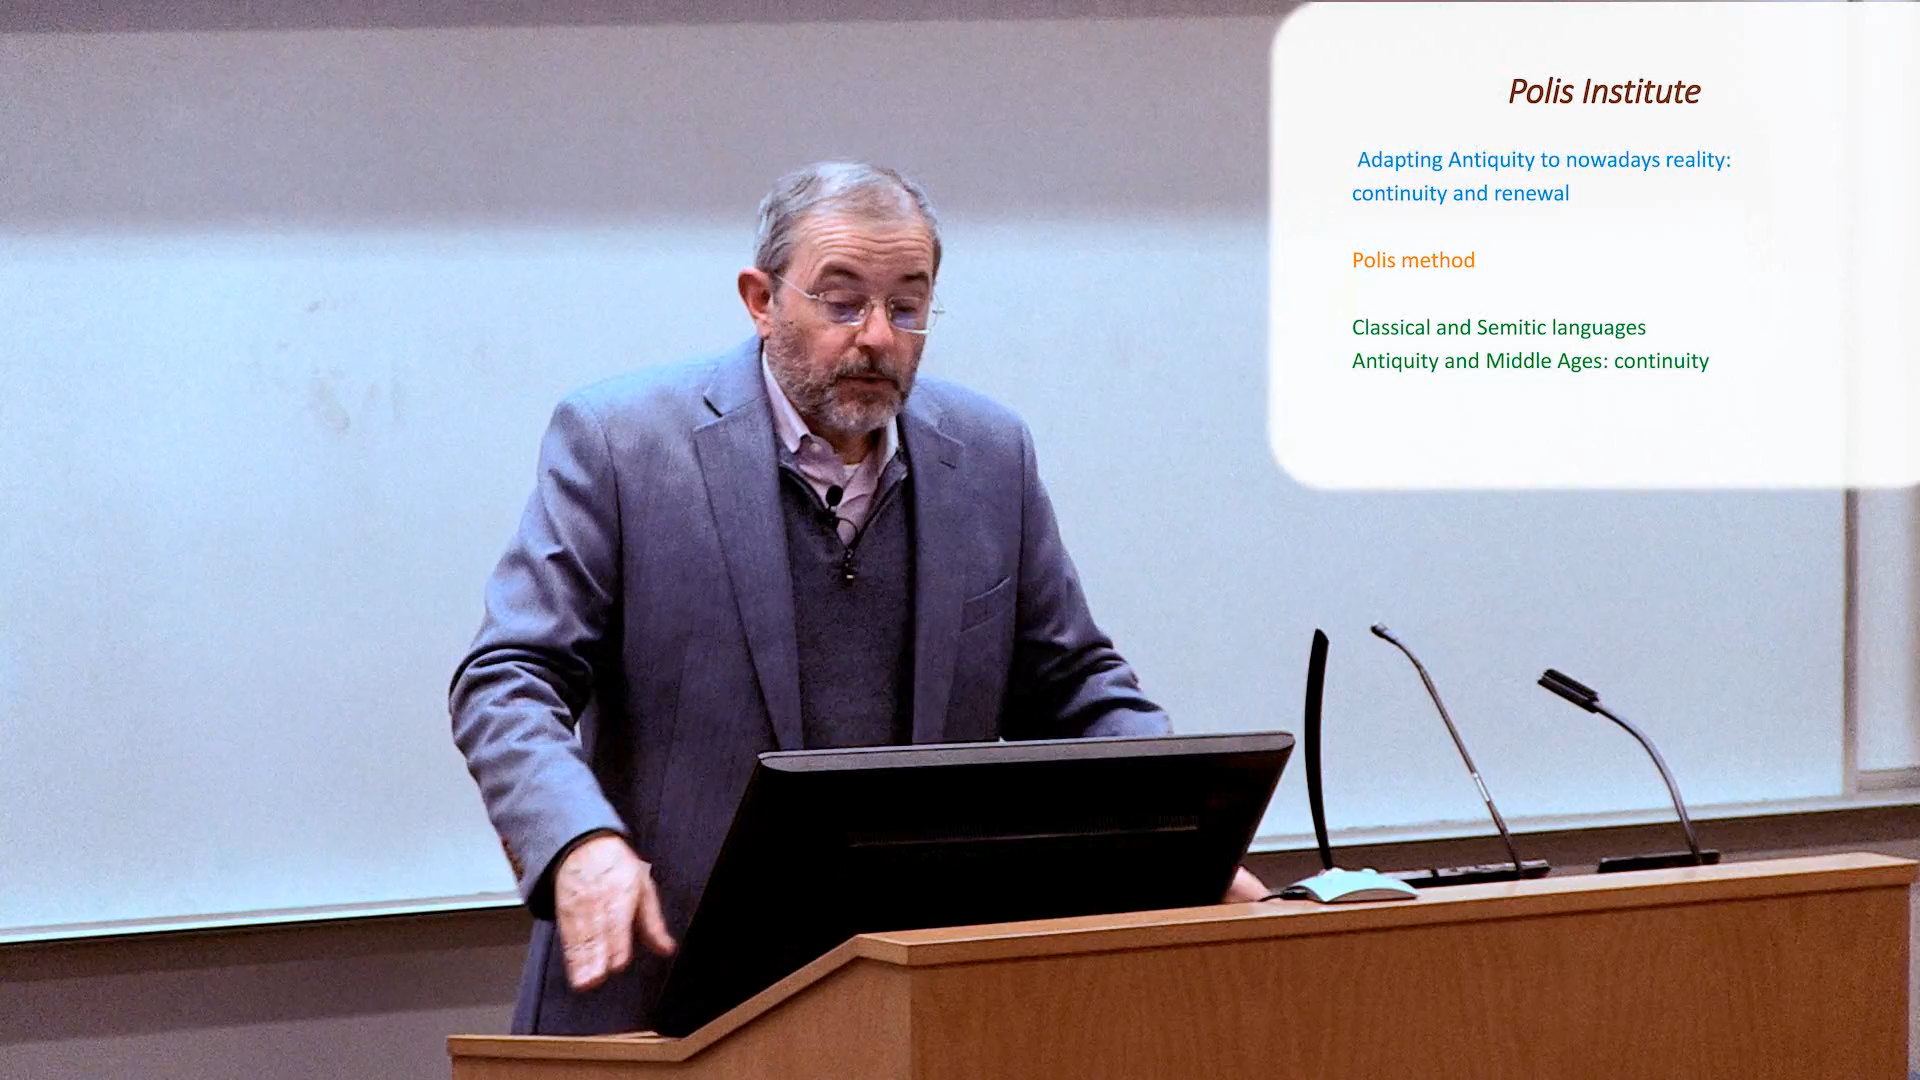 Polis Institute
Adapting Antiquity to nowadays reality:
continuity and renewal
Polis method
Classical and Semitic languages
Antiquity and Middle Ages: continuity